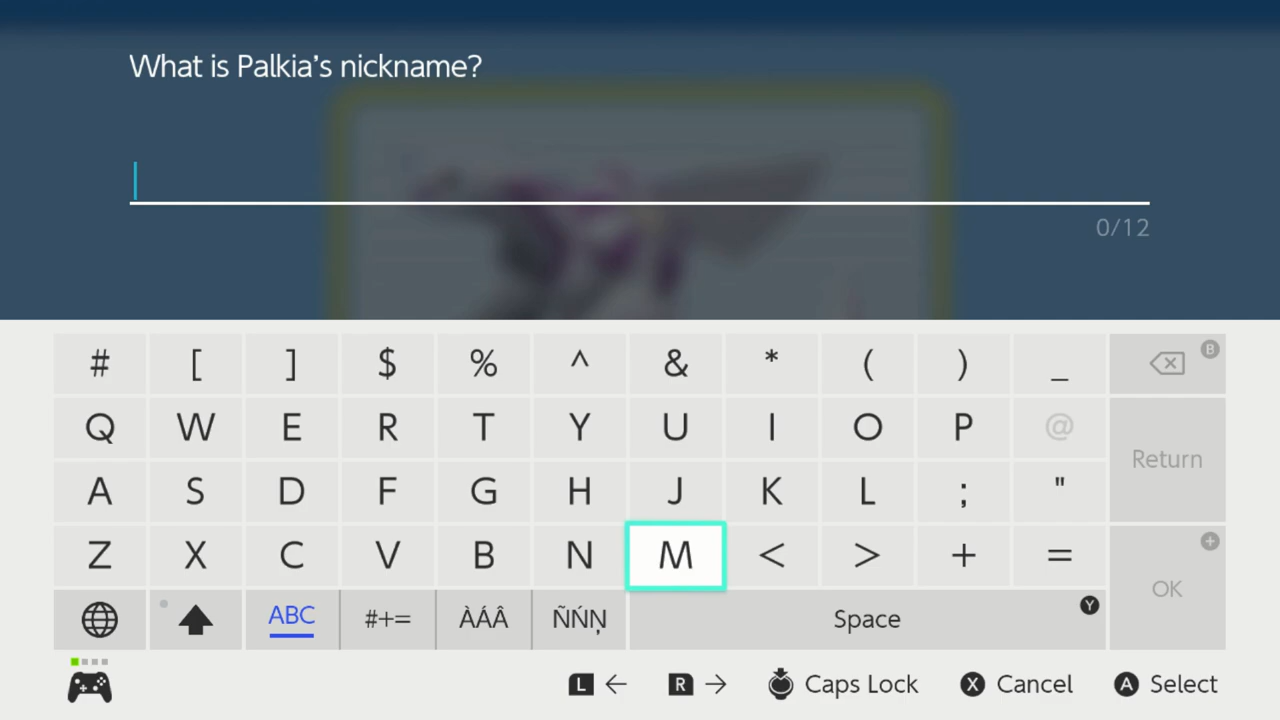 What is Palkia's nickname?
0/12
# [ ] $ % ^ & * ( ) _ B
Q W E R T Y U I O P @ Return
A S D F G H J K L ; "
Z X C V B N M < > + = + OK
ABC #+= ÀÁÂ ÑŃŅ Space Y
L ← R → Caps Lock X Cancel A Select